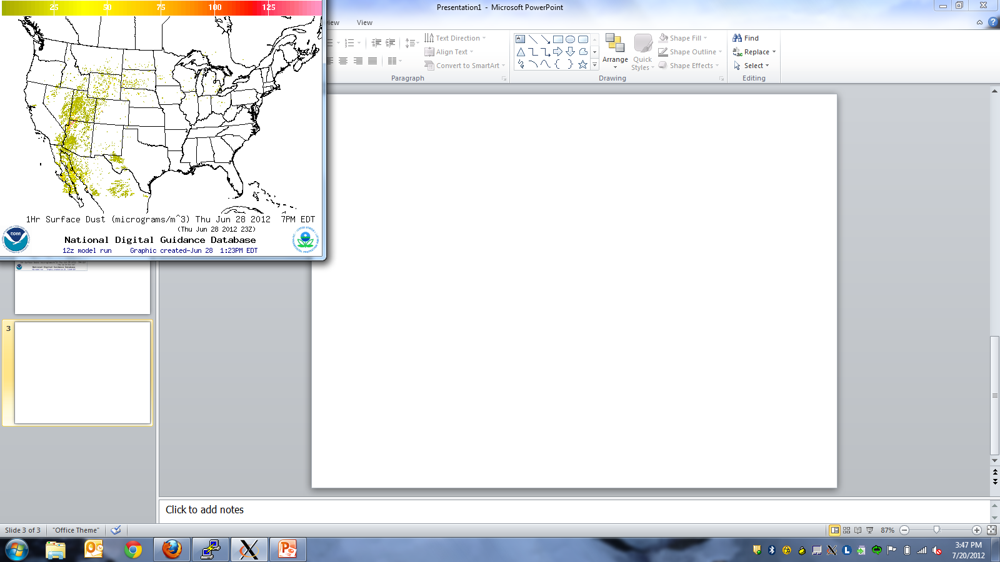 25 50 75 100 125
1Hr Surface Dust (micrograms/m^3) Thu Jun 28 2012 7PM EDT
(Thu Jun 28 2012 23Z)
National Digital Guidance Database
12z model run Graphic created-Jun 28 1:23PM EDT
NOAA
Presentation1 - Microsoft PowerPoint
View
Text Direction
Align Text
Convert to SmartArt
Paragraph
Arrange
Quick
Styles
Shape Fill
Shape Outline
Shape Effects
Drawing
Find
Replace
Select
Editing
3
Click to add notes
Slide 3 of 3
"Office Theme"
87%
3:47 PM
7/20/2012